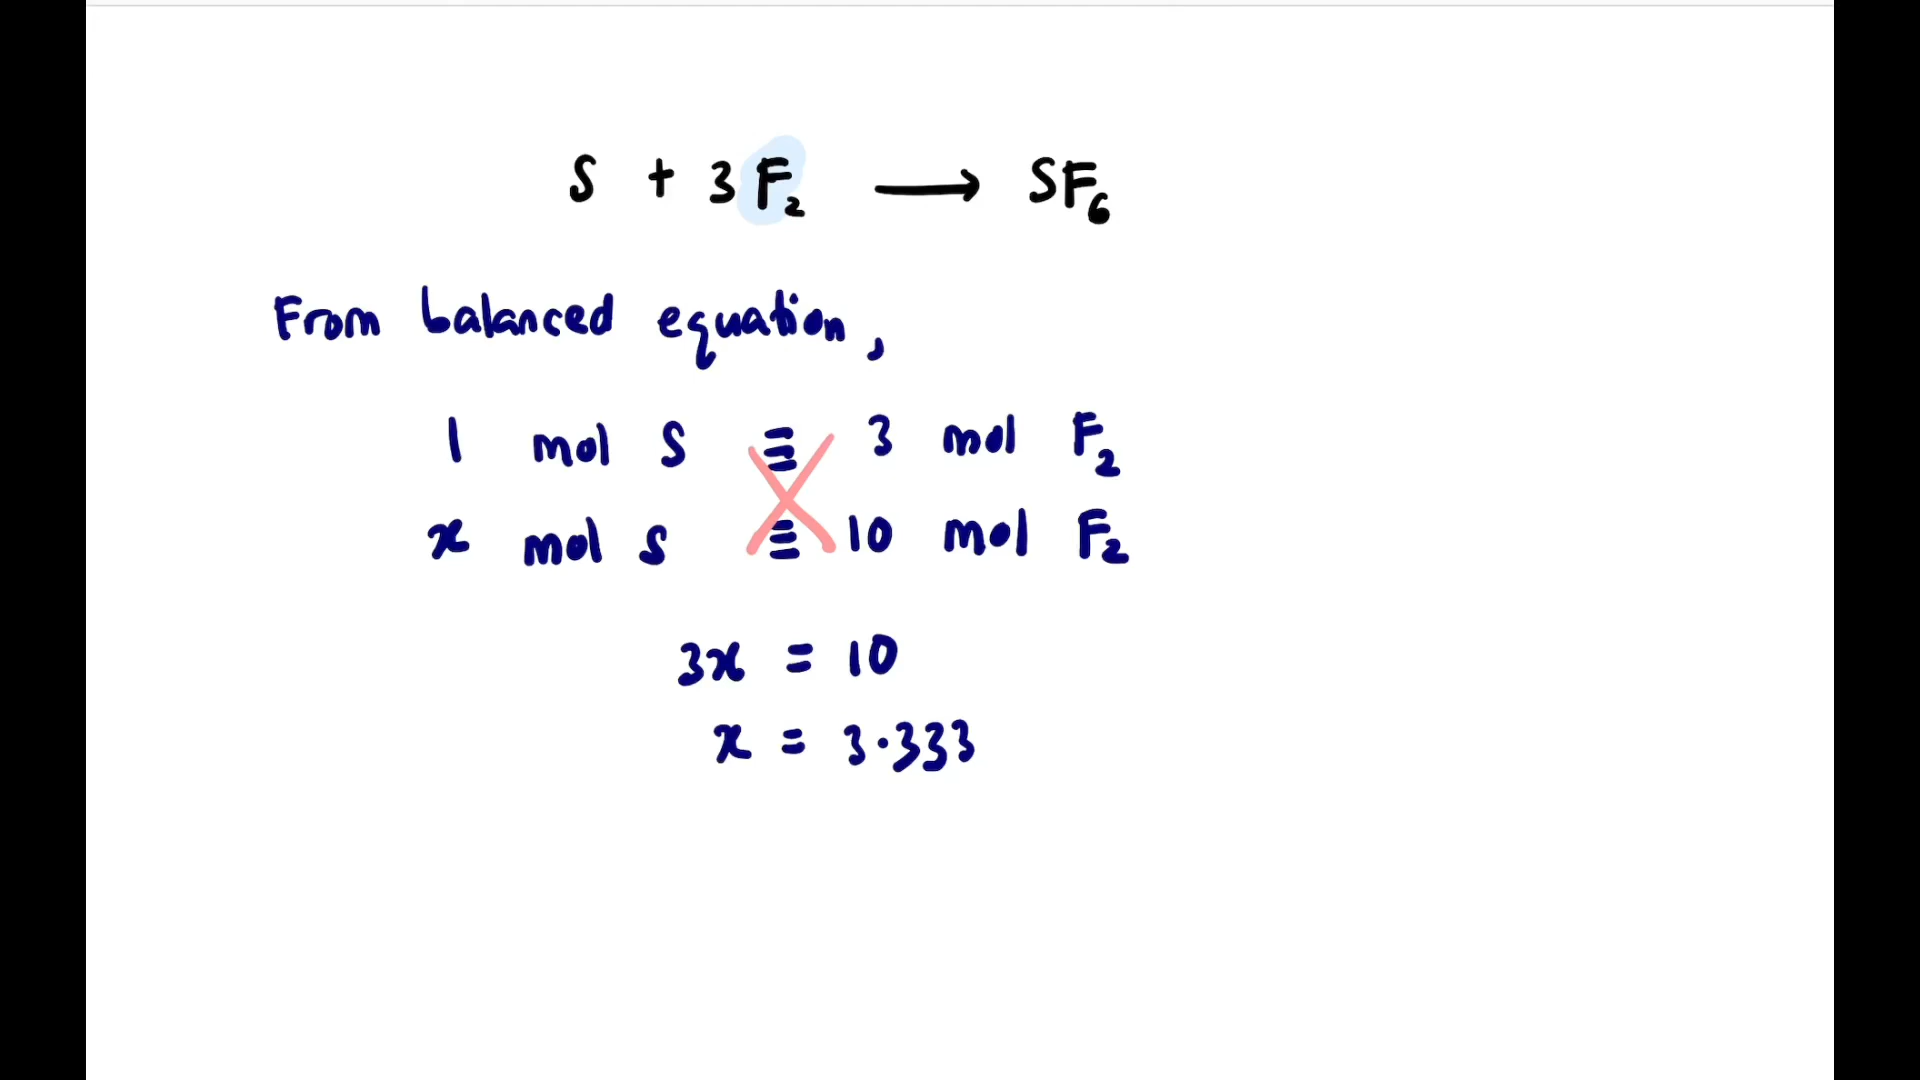 S + 3F₂ ⟶ SF₆
From balanced equation,
1 mol S ≡ 3 mol F₂
x mol S ≡ 10 mol F₂
3x = 10
x = 3.333